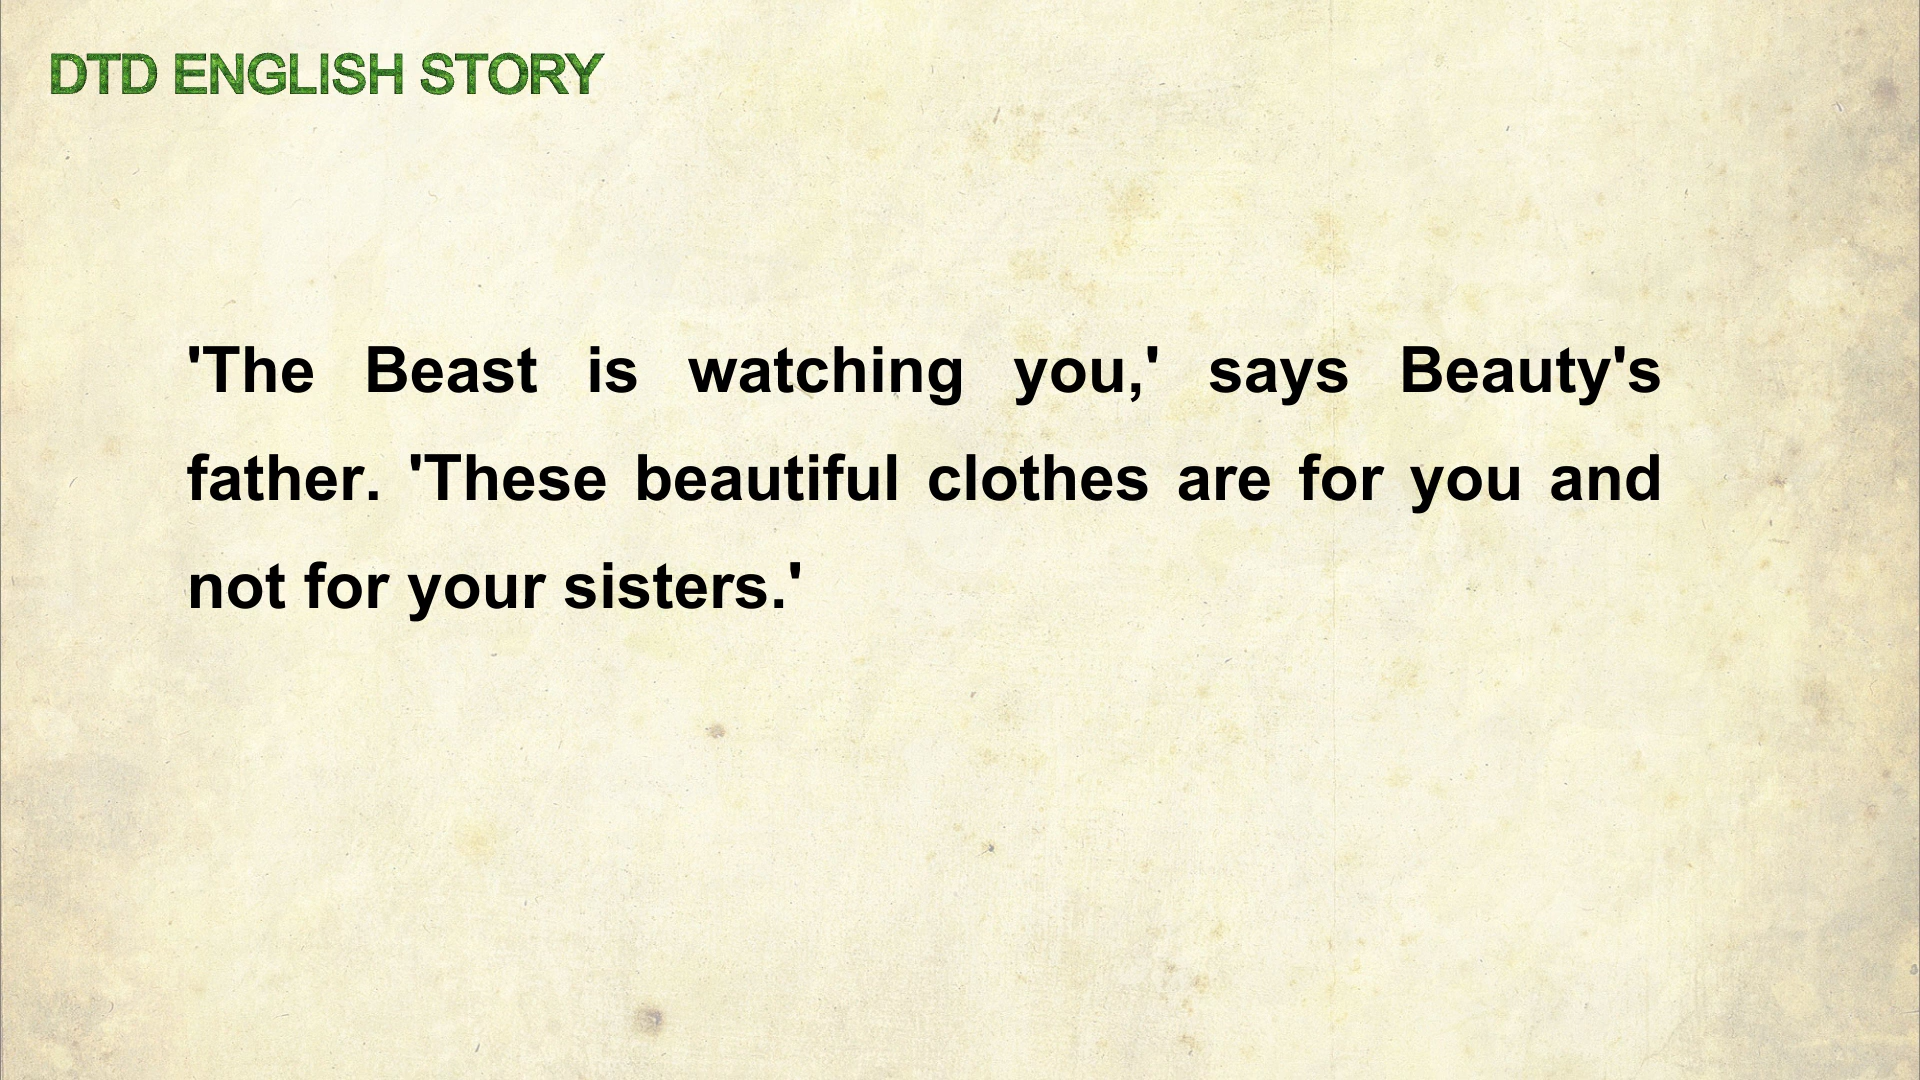 DTD ENGLISH STORY
'The Beast is watching you,' says Beauty's
father. 'These beautiful clothes are for you and
not for your sisters.'